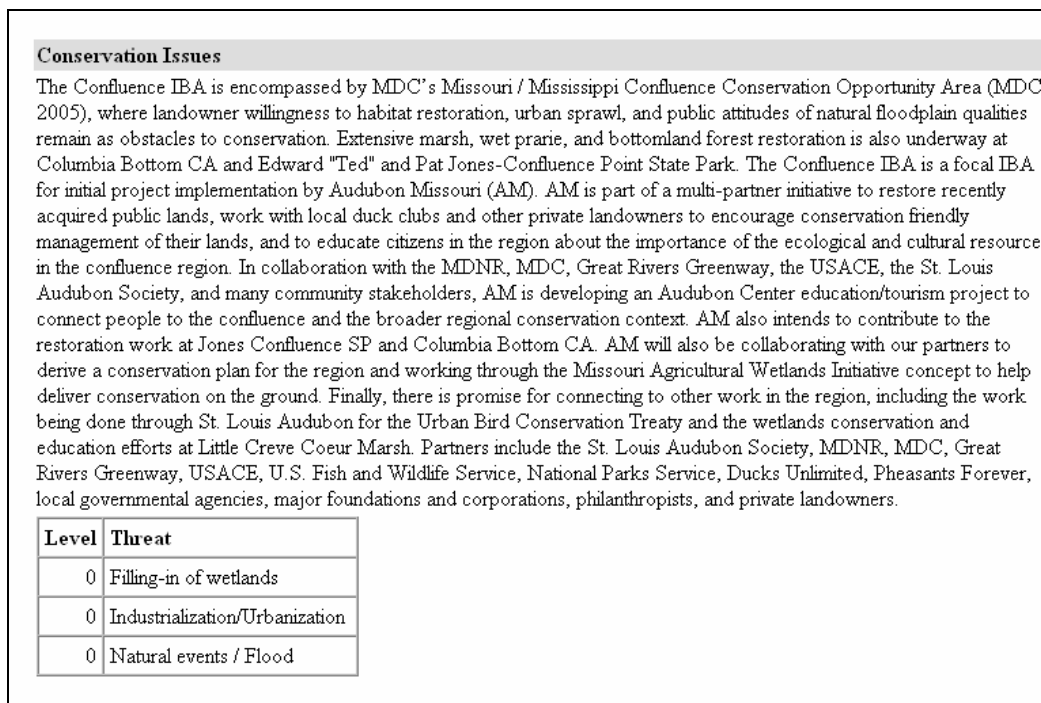 Conservation Issues
The Confluence IBA is encompassed by MDC's Missouri / Mississippi Confluence Conservation Opportunity Area (MDC
2005), where landowner willingness to habitat restoration, urban sprawl, and public attitudes of natural floodplain qualities
remain as obstacles to conservation. Extensive marsh, wet prarie, and bottomland forest restoration is also underway at
Columbia Bottom CA and Edward "Ted" and Pat Jones-Confluence Point State Park. The Confluence IBA is a focal IBA
for initial project implementation by Audubon Missouri (AM). AM is part of a multi-partner initiative to restore recently
acquired public lands, work with local duck clubs and other private landowners to encourage conservation friendly
management of their lands, and to educate citizens in the region about the importance of the ecological and cultural resource
in the confluence region. In collaboration with the MDNR, MDC, Great Rivers Greenway, the USACE, the St. Louis
Audubon Society, and many community stakeholders, AM is developing an Audubon Center education/tourism project to
connect people to the confluence and the broader regional conservation context. AM also intends to contribute to the
restoration work at Jones Confluence SP and Columbia Bottom CA. AM will also be collaborating with our partners to
derive a conservation plan for the region and working through the Missouri Agricultural Wetlands Initiative concept to help
deliver conservation on the ground. Finally, there is promise for connecting to other work in the region, including the work
being done through St. Louis Audubon for the Urban Bird Conservation Treaty and the wetlands conservation and
education efforts at Little Creve Coeur Marsh. Partners include the St. Louis Audubon Society, MDNR, MDC, Great
Rivers Greenway, USACE, U.S. Fish and Wildlife Service, National Parks Service, Ducks Unlimited, Pheasants Forever,
local governmental agencies, major foundations and corporations, philanthropists, and private landowners.
Level Threat
0 Filling-in of wetlands
0 Industrialization/Urbanization
0 Natural events / Flood